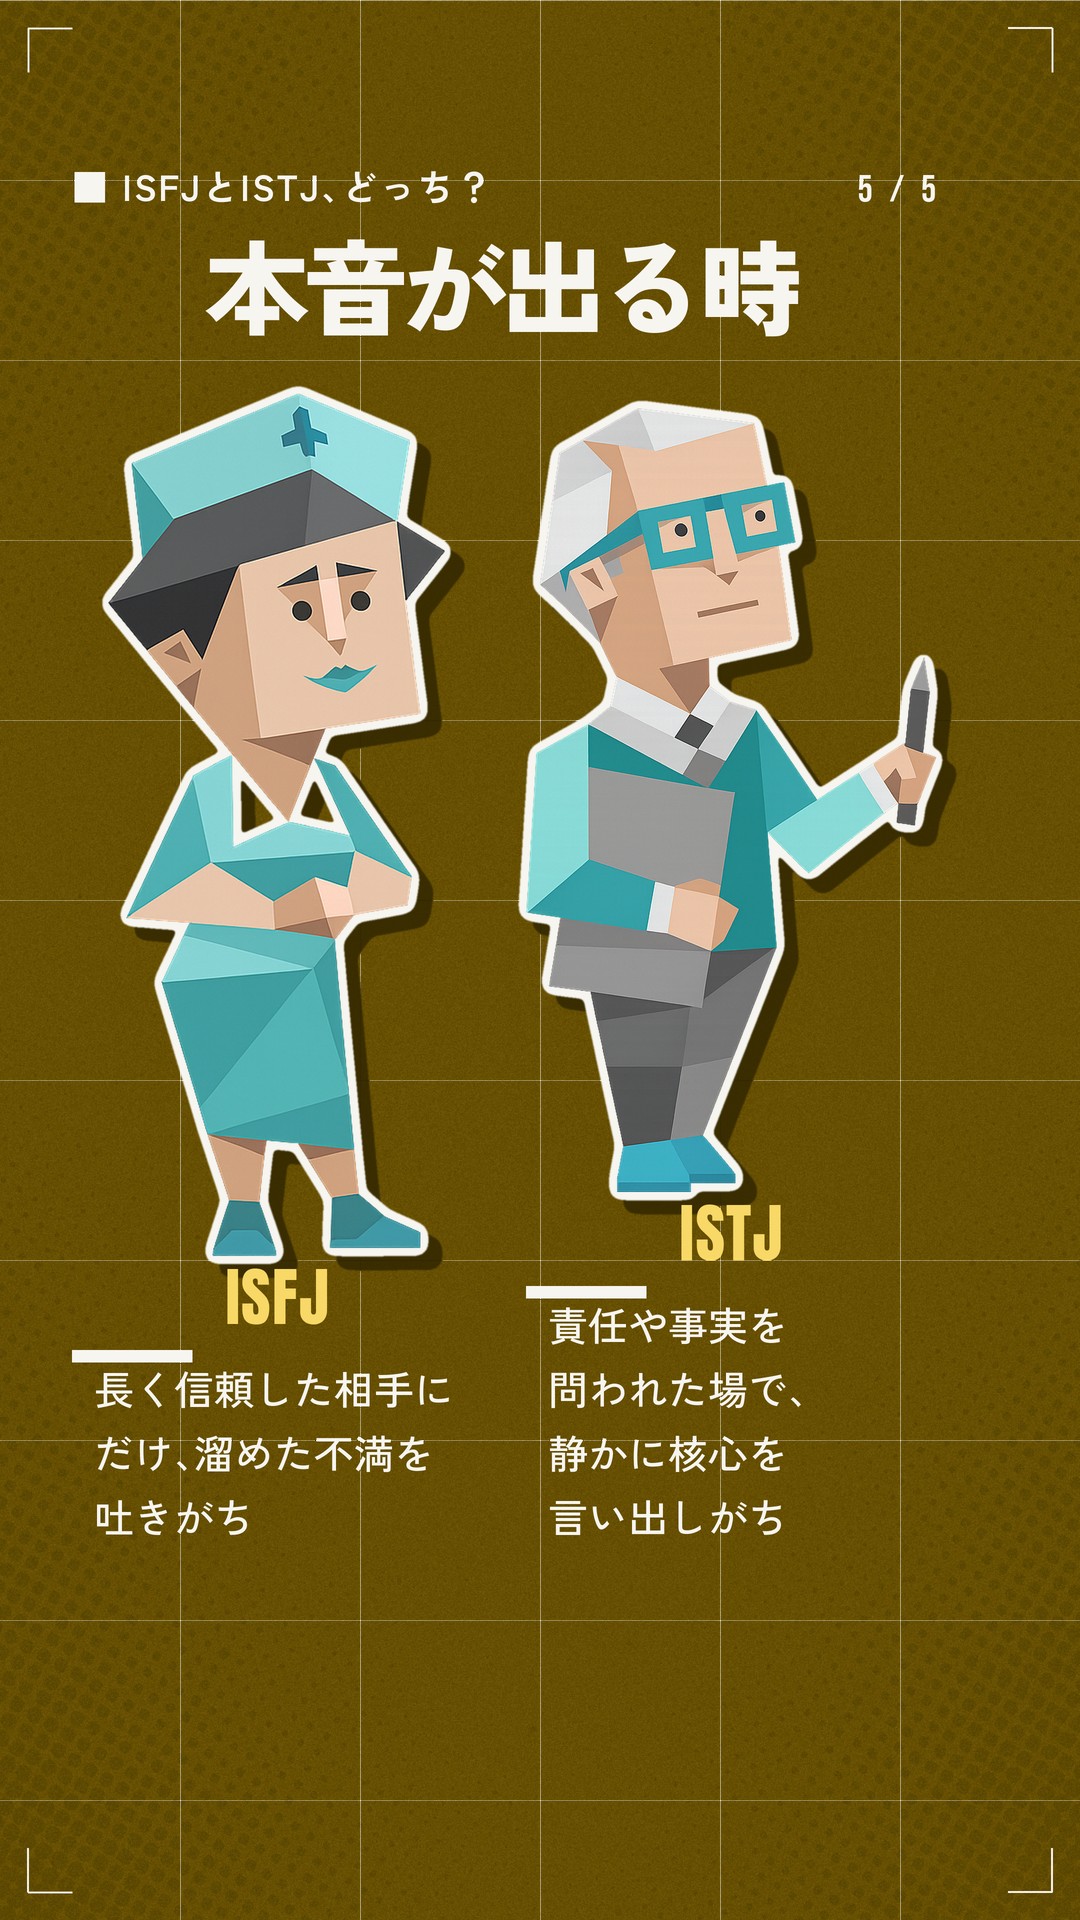 ■ ISFJとISTJ、どっち？
5 / 5
本音が出る時
ISFJ
長く信頼した相手に
だけ、溜めた不満を
吐きがち
ISTJ
責任や事実を
問われた場で、
静かに核心を
言い出しがち